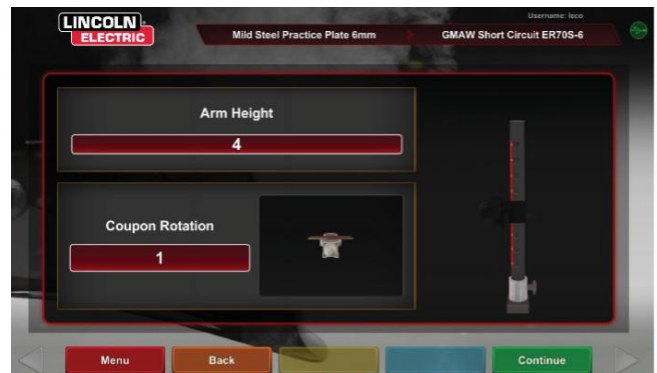 Username: leco
LINCOLN
ELECTRIC
Mild Steel Practice Plate 6mm
GMAW Short Circuit ER70S-6
Arm Height
4
Coupon Rotation
1
Menu
Back
Continue